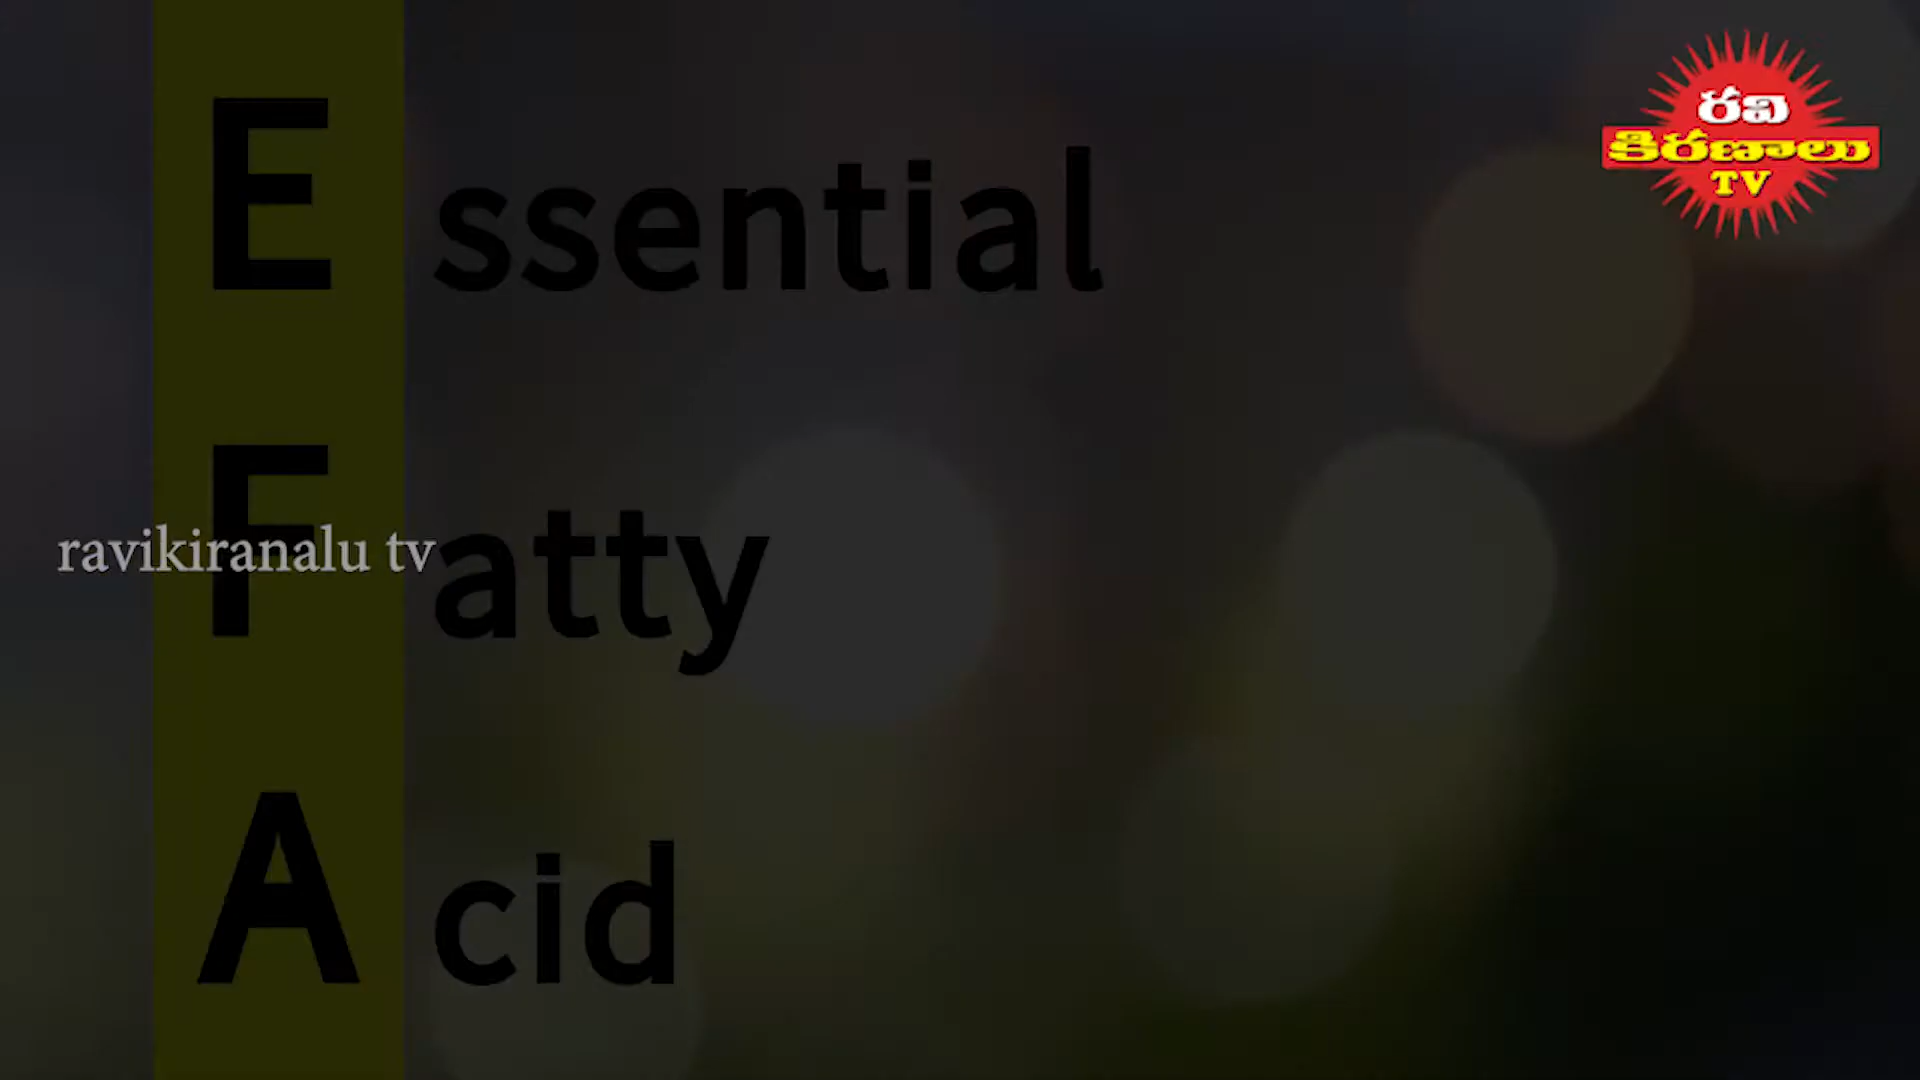 Essential
Fatty
Acid
ravikiranalu tv
రవి
కిరణాలు
TV